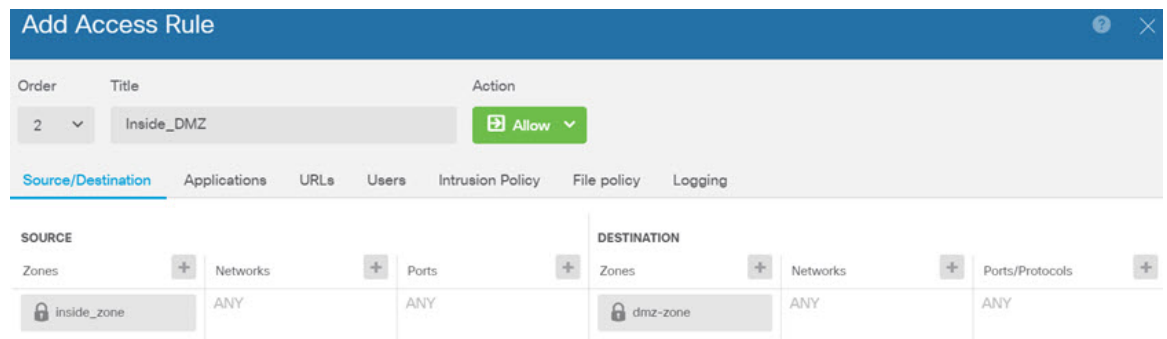 Add Access Rule
Order Title Action
2 Inside_DMZ Allow
Source/Destination Applications URLs Users Intrusion Policy File policy Logging
SOURCE DESTINATION
Zones + Networks + Ports + Zones + Networks + Ports/Protocols +
inside_zone ANY ANY dmz-zone ANY ANY